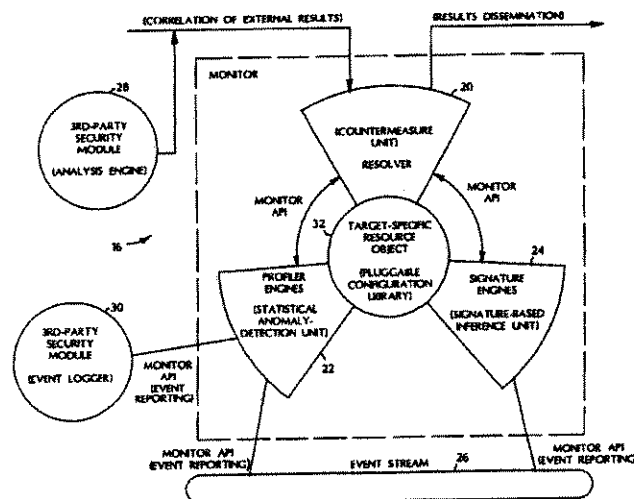 (CORRELATION OF EXTERNAL RESULTS)
(RESULTS DISSEMINATION)
MONITOR
28
3RD-PARTY
SECURITY
MODULE
(ANALYSIS ENGINE)
20
(COUNTERMEASURE
UNIT)
RESOLVER
MONITOR
API
MONITOR
API
16
32
TARGET-SPECIFIC
RESOURCE
OBJECT
(PLUGGABLE
CONFIGURATION
LIBRARY)
24
PROFILER
ENGINES
(STATISTICAL
ANOMALY-
DETECTION UNIT)
22
SIGNATURE
ENGINES
(SIGNATURE-BASED
INFERENCE UNIT)
30
3RD-PARTY
SECURITY
MODULE
(EVENT LOGGER)
MONITOR
API
(EVENT
REPORTING)
MONITOR API
(EVENT REPORTING)
MONITOR API
(EVENT REPORTING)
EVENT STREAM
26